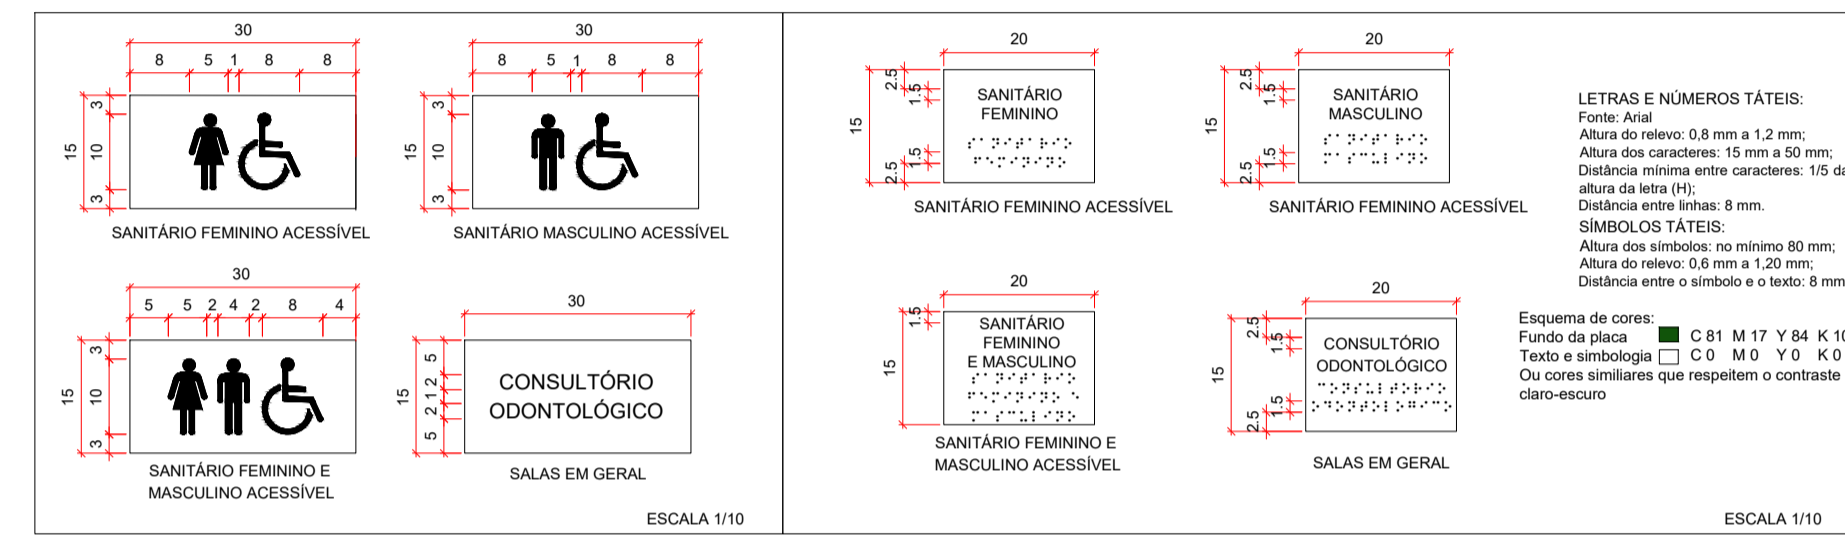 30
8 5 1 8 8
15
3
10
3
SANITÁRIO FEMININO ACESSÍVEL
30
8 5 1 8 8
15
3
10
3
SANITÁRIO MASCULINO ACESSÍVEL
30
5 5 2 4 2 8 4
15
3
10
3
SANITÁRIO FEMININO E
MASCULINO ACESSÍVEL
30
15
5
2
1
2
5
CONSULTÓRIO
ODONTOLÓGICO
SALAS EM GERAL
ESCALA 1/10
20
15
2.5
1.5
1.5
2.5
SANITÁRIO
FEMININO
SANITÁRIO FEMININO ACESSÍVEL
20
15
2.5
1.5
1.5
2.5
SANITÁRIO
MASCULINO
SANITÁRIO FEMININO ACESSÍVEL
20
15
1.5
SANITÁRIO
FEMININO
E MASCULINO
SANITÁRIO FEMININO E
MASCULINO ACESSÍVEL
20
15
2.5
1.5
1.5
2.5
CONSULTÓRIO
ODONTOLÓGICO
SALAS EM GERAL
LETRAS E NÚMEROS TÁTEIS:
Fonte: Arial
Altura do relevo: 0,8 mm a 1,2 mm;
Altura dos caracteres: 15 mm a 50 mm;
Distância mínima entre caracteres: 1/5 da
altura da letra (H);
Distância entre linhas: 8 mm.
SÍMBOLOS TÁTEIS:
Altura dos símbolos: no mínimo 80 mm;
Altura do relevo: 0,6 mm a 1,20 mm;
Distância entre o símbolo e o texto: 8 mm
Esquema de cores:
Fundo da placa C 81 M 17 Y 84 K 10
Texto e simbologia C 0 M 0 Y 0 K 0
Ou cores similiares que respeitem o contraste
claro-escuro
ESCALA 1/10